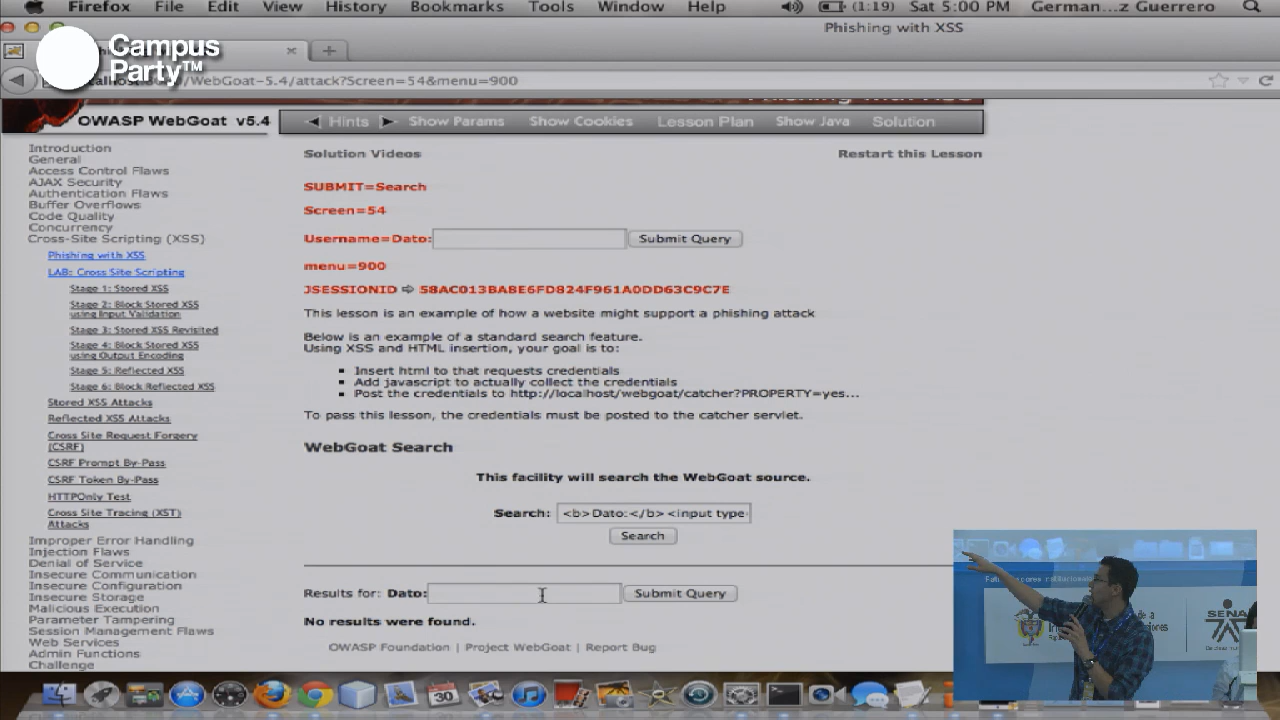 Firefox File Edit View History Bookmarks Tools Window Help (1:19) Sat 5:00 PM German...z Guerrero
Phishing with XSS
Campus
Party™
/WebGoat-5.4/attack?Screen=54&menu=900
Phishing with XSS
OWASP WebGoat v5.4
Hints Show Params Show Cookies Lesson Plan Show Java Solution
Introduction
General
Access Control Flaws
AJAX Security
Authentication Flaws
Buffer Overflows
Code Quality
Concurrency
Cross-Site Scripting (XSS)
Phishing with XSS
LAB: Cross Site Scripting
Stage 1: Stored XSS
Stage 2: Block Stored XSS
using Input Validation
Stage 3: Stored XSS Revisited
Stage 4: Block Stored XSS
using Output Encoding
Stage 5: Reflected XSS
Stage 6: Block Reflected XSS
Stored XSS Attacks
Reflected XSS Attacks
Cross Site Request Forgery
(CSRF)
CSRF Prompt By-Pass
CSRF Token By-Pass
HTTPOnly Test
Cross Site Tracing (XST)
Attacks
Improper Error Handling
Injection Flaws
Denial of Service
Insecure Communication
Insecure Configuration
Insecure Storage
Malicious Execution
Parameter Tampering
Session Management Flaws
Web Services
Admin Functions
Challenge
Solution Videos
Restart this Lesson
SUBMIT=Search
Screen=54
Username=Dato: Submit Query
menu=900
JSESSIONID ⇨ 58AC013BABE6FD824F961A0DD63C9C7E
This lesson is an example of how a website might support a phishing attack
Below is an example of a standard search feature.
Using XSS and HTML insertion, your goal is to:
Insert html to that requests credentials
Add javascript to actually collect the credentials
Post the credentials to http://localhost/webgoat/catcher?PROPERTY=yes...
To pass this lesson, the credentials must be posted to the catcher servlet.
WebGoat Search
This facility will search the WebGoat source.
Search: <b>Dato:</b> <input type
Search
Results for: Dato: Submit Query
No results were found.
OWASP Foundation | Project WebGoat | Report Bug
30
SENA